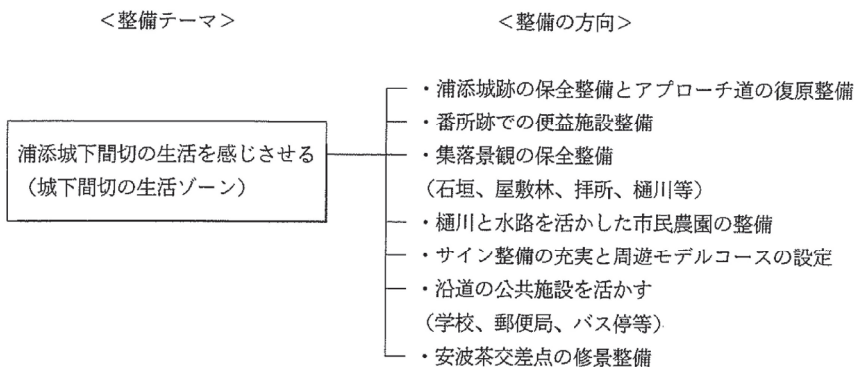 ＜整備テーマ＞
＜整備の方向＞
浦添城下間切の生活を感じさせる
（城下間切の生活ゾーン）
・浦添城跡の保全整備とアプローチ道の復原整備
・番所跡での便益施設整備
・集落景観の保全整備
（石垣、屋敷林、拝所、樋川等）
・樋川と水路を活かした市民農園の整備
・サイン整備の充実と周遊モデルコースの設定
・沿道の公共施設を活かす
（学校、郵便局、バス停等）
・安波茶交差点の修景整備